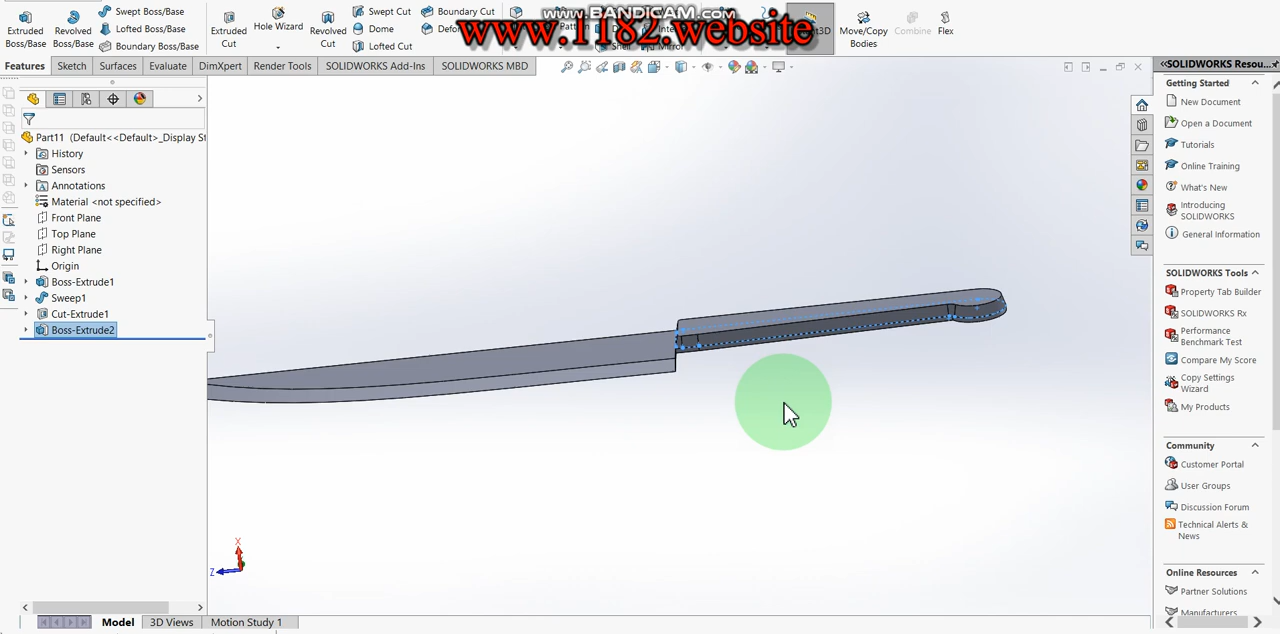 www.BANDICAM.com
www.1182.website
Extruded Boss/Base
Revolved Boss/Base
Swept Boss/Base
Lofted Boss/Base
Boundary Boss/Base
Extruded Cut
Hole Wizard
Revolved Cut
Swept Cut
Dome
Lofted Cut
Boundary Cut
Move/Copy Bodies
Combine
Flex
Features
Sketch
Surfaces
Evaluate
DimXpert
Render Tools
SOLIDWORKS Add-Ins
SOLIDWORKS MBD
Part11 (Default<<Default>_Display St
History
Sensors
Annotations
Material <not specified>
Front Plane
Top Plane
Right Plane
Origin
Boss-Extrude1
Sweep1
Cut-Extrude1
Boss-Extrude2
X
Z
Model
3D Views
Motion Study 1
SOLIDWORKS Resou...
Getting Started
New Document
Open a Document
Tutorials
Online Training
What's New
Introducing
SOLIDWORKS
General Information
SOLIDWORKS Tools
Property Tab Builder
SOLIDWORKS Rx
Performance
Benchmark Test
Compare My Score
Copy Settings
Wizard
My Products
Community
Customer Portal
User Groups
Discussion Forum
Technical Alerts &
News
Online Resources
Partner Solutions
Manufacturers